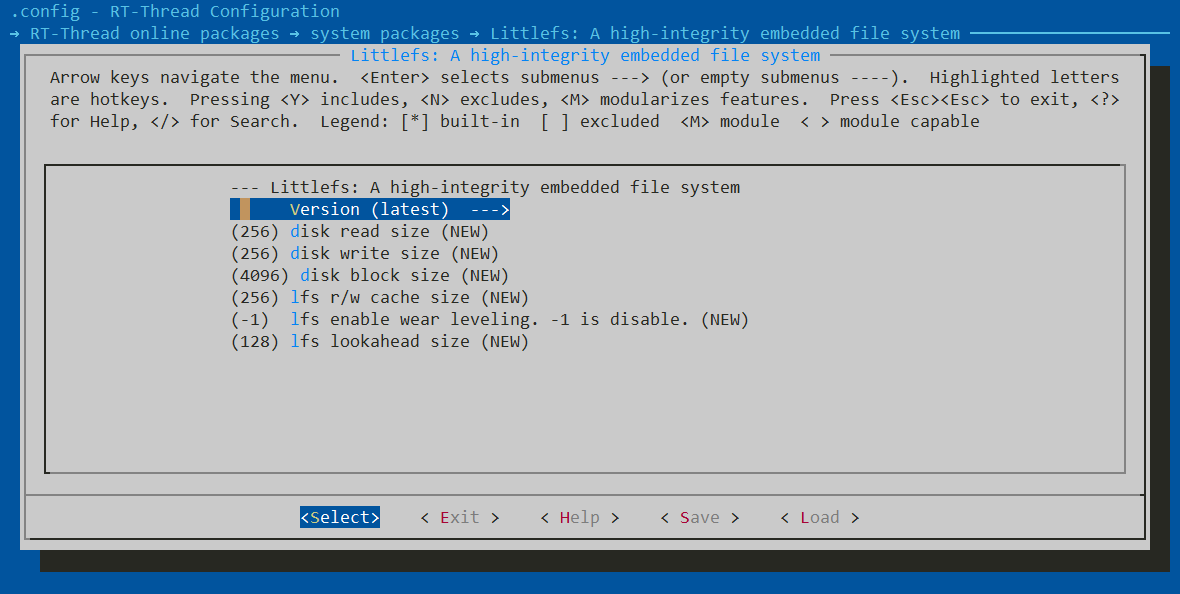 .config - RT-Thread Configuration
→ RT-Thread online packages → system packages → Littlefs: A high-integrity embedded file system
Littlefs: A high-integrity embedded file system
Arrow keys navigate the menu.  <Enter> selects submenus ---> (or empty submenus ----).  Highlighted letters
are hotkeys.  Pressing <Y> includes, <N> excludes, <M> modularizes features.  Press <Esc><Esc> to exit, <?>
for Help, </> for Search.  Legend: [*] built-in  [ ] excluded  <M> module  < > module capable
--- Littlefs: A high-integrity embedded file system
Version (latest)  --->
(256) disk read size (NEW)
(256) disk write size (NEW)
(4096) disk block size (NEW)
(256) lfs r/w cache size (NEW)
(-1)  lfs enable wear leveling. -1 is disable. (NEW)
(128) lfs lookahead size (NEW)
<Select>    < Exit >    < Help >    < Save >    < Load >